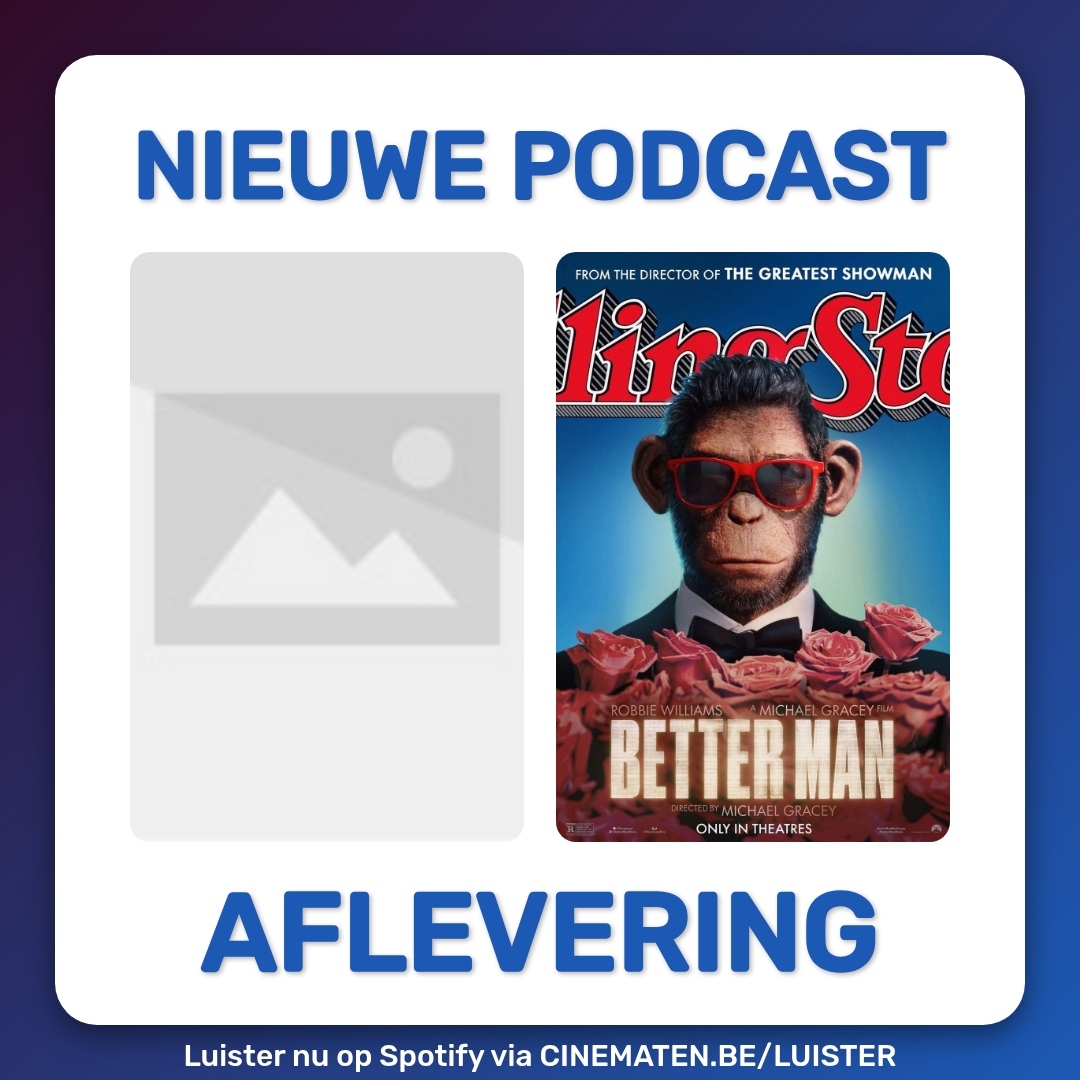 NIEUWE PODCAST
FROM THE DIRECTOR OF THE GREATEST SHOWMAN
llingSto
ROBBIE WILLIAMS A MICHAEL GRACEY FILM
BETTER MAN
DIRECTED BY MICHAEL GRACEY
ONLY IN THEATRES
AFLEVERING
Luister nu op Spotify via CINEMATEN.BE/LUISTER